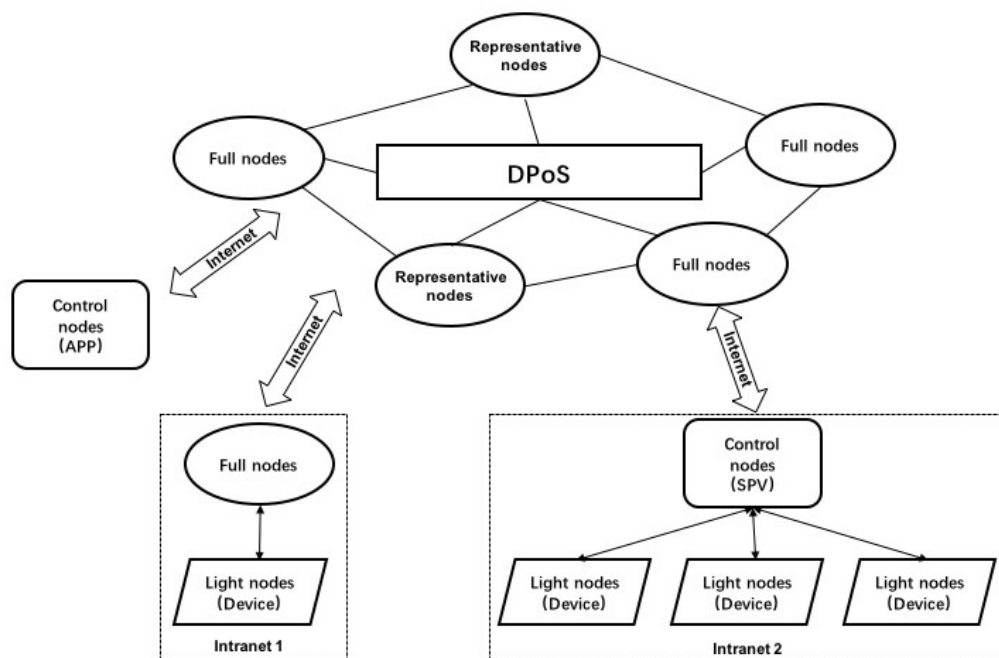 Representative
nodes
Full nodes
Full nodes
DPoS
Internet
Representative
nodes
Full nodes
Control
nodes
(APP)
Internet
Internet
Full nodes
Control
nodes
(SPV)
Light nodes
(Device)
Light nodes
(Device)
Light nodes
(Device)
Light nodes
(Device)
Intranet 1
Intranet 2